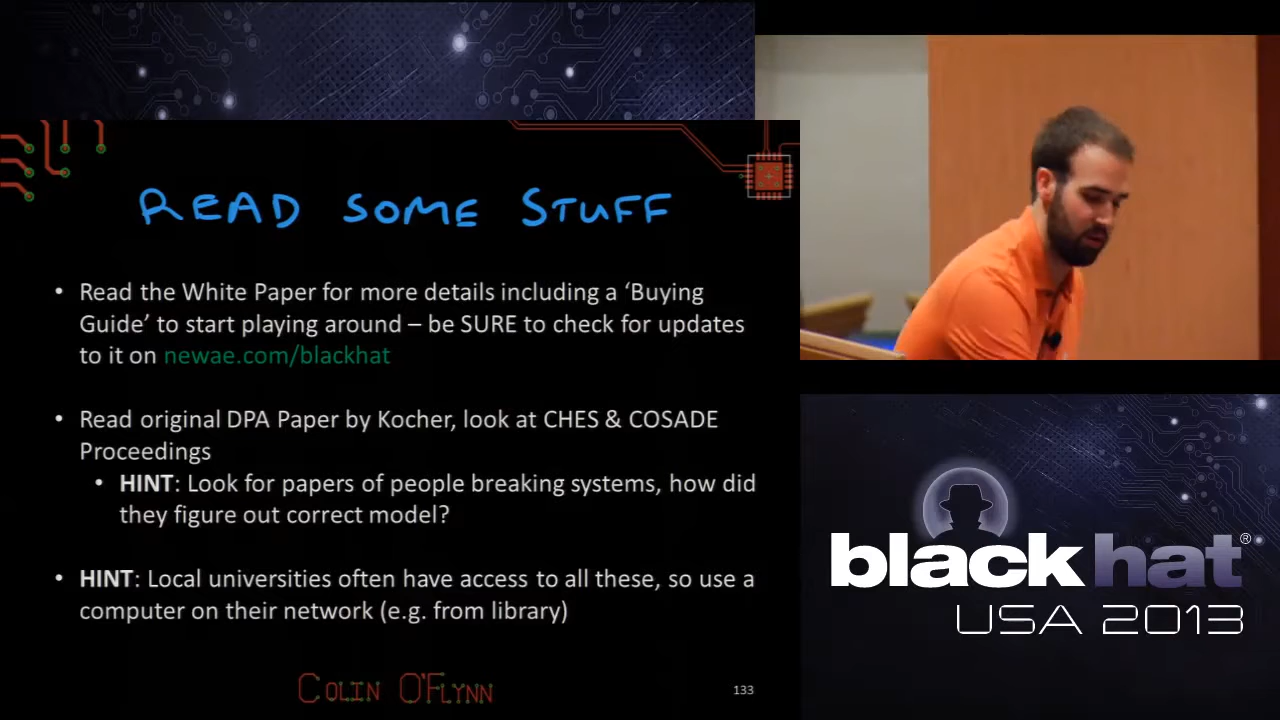 READ SOME STUFF
• Read the White Paper for more details including a ‘Buying
Guide’ to start playing around – be SURE to check for updates
to it on newae.com/blackhat
• Read original DPA Paper by Kocher, look at CHES & COSADE
Proceedings
• HINT: Look for papers of people breaking systems, how did
they figure out correct model?
• HINT: Local universities often have access to all these, so use a
computer on their network (e.g. from library)
COLIN O'FLYNN
133
black hat®
USA 2013